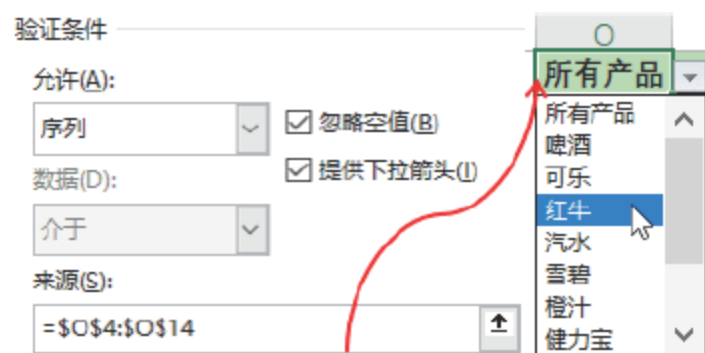 验证条件
允许(A):
序列
忽略空值(B)
提供下拉箭头(I)
数据(D):
介于
来源(S):
=$O$4:$O$14
O
所有产品
所有产品
啤酒
可乐
红牛
汽水
雪碧
橙汁
健力宝